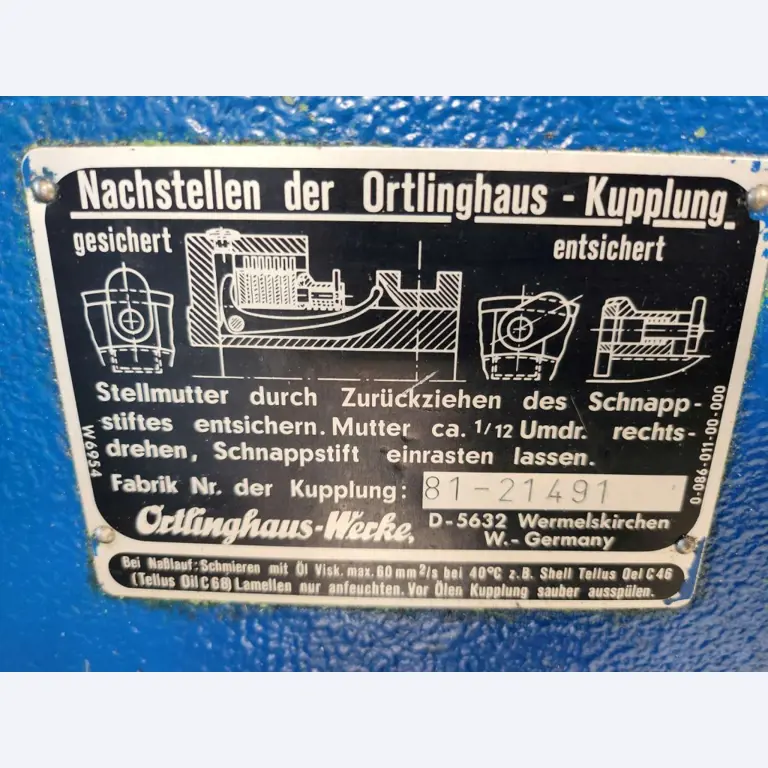 Nachstellen der Ortlinghaus - Kupplung
gesichert
entsichert
Stellmutter durch Zurückziehen des Schnapp-
stiftes entsichern. Mutter ca. 1/12 Umdr. rechts-
drehen, Schnappstift einrasten lassen.
Fabrik Nr. der Kupplung: 81-21491
Ortlinghaus-Werke, D-5632 Wermelskirchen
W.-Germany
W6954
0-086-011-00-000
Bei Naßlauf: Schmieren mit Öl Visk. max. 60 mm²/s bei 40°C z.B. Shell Tellus Oel C 46
(Tellus Oil C 68) Lamellen nur anfeuchten. Vor Ölen Kupplung sauber ausspülen.